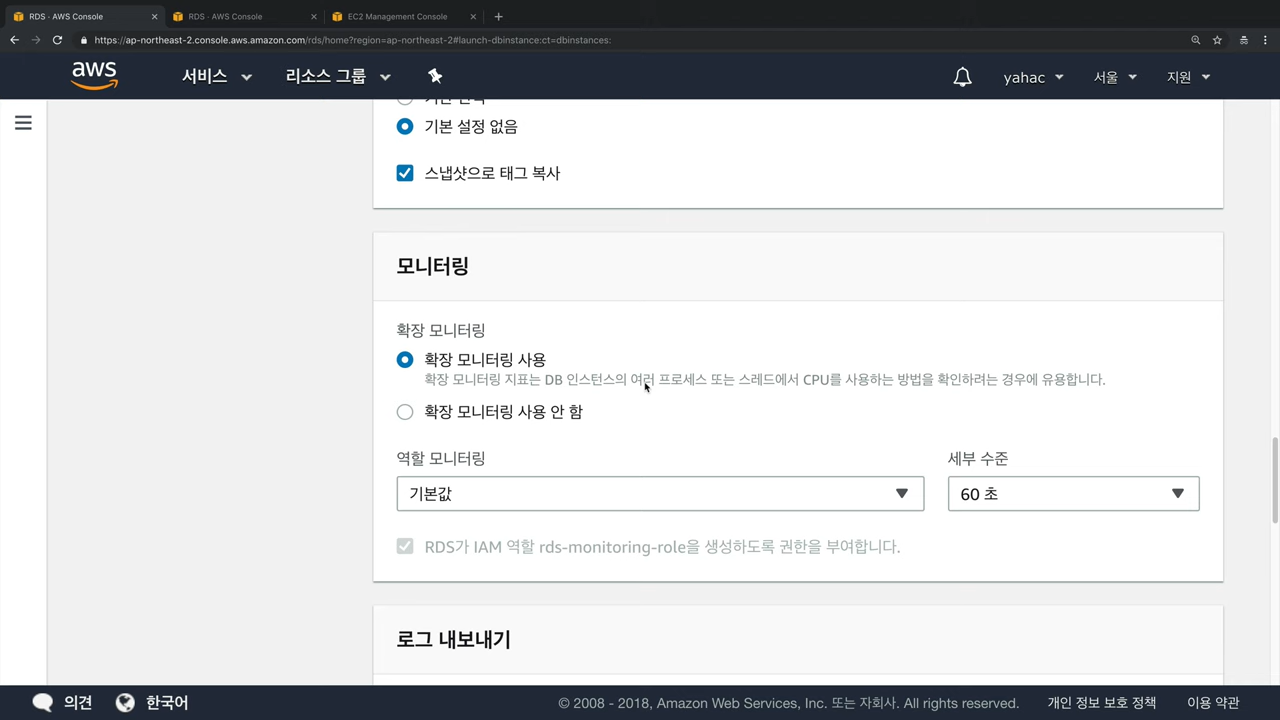 RDS · AWS Console
RDS · AWS Console
EC2 Management Console
https://ap-northeast-2.console.aws.amazon.com/rds/home?region=ap-northeast-2#launch-dbinstance:ct=dbinstances:
aws
서비스
리소스 그룹
yahac
서울
지원
기본 설정 없음
스냅샷으로 태그 복사
모니터링
확장 모니터링
확장 모니터링 사용
확장 모니터링 지표는 DB 인스턴스의 여러 프로세스 또는 스레드에서 CPU를 사용하는 방법을 확인하려는 경우에 유용합니다.
확장 모니터링 사용 안 함
역할 모니터링
세부 수준
기본값
60 초
RDS가 IAM 역할 rds-monitoring-role을 생성하도록 권한을 부여합니다.
로그 내보내기
의견
한국어
© 2008 - 2018, Amazon Web Services, Inc. 또는 자회사. All rights reserved.
개인 정보 보호 정책
이용 약관